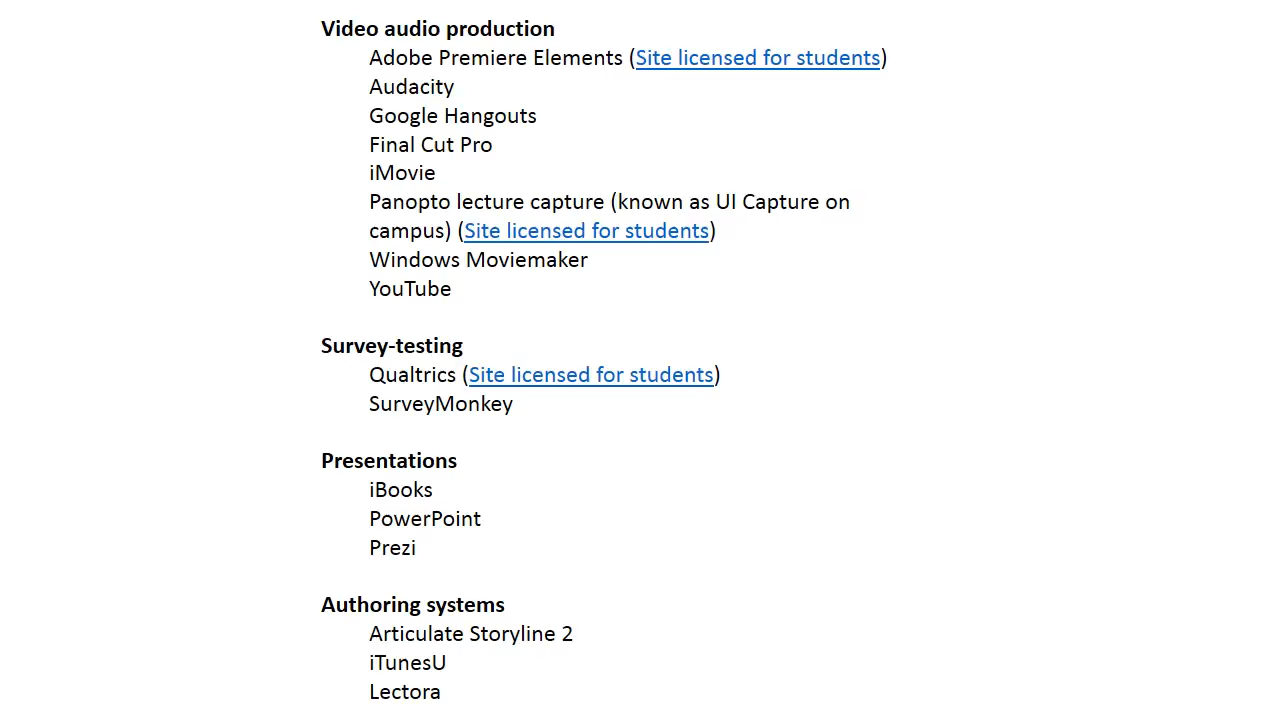 Video audio production
Adobe Premiere Elements (Site licensed for students)
Audacity
Google Hangouts
Final Cut Pro
iMovie
Panopto lecture capture (known as UI Capture on
campus) (Site licensed for students)
Windows Moviemaker
YouTube
Survey-testing
Qualtrics (Site licensed for students)
SurveyMonkey
Presentations
iBooks
PowerPoint
Prezi
Authoring systems
Articulate Storyline 2
iTunesU
Lectora